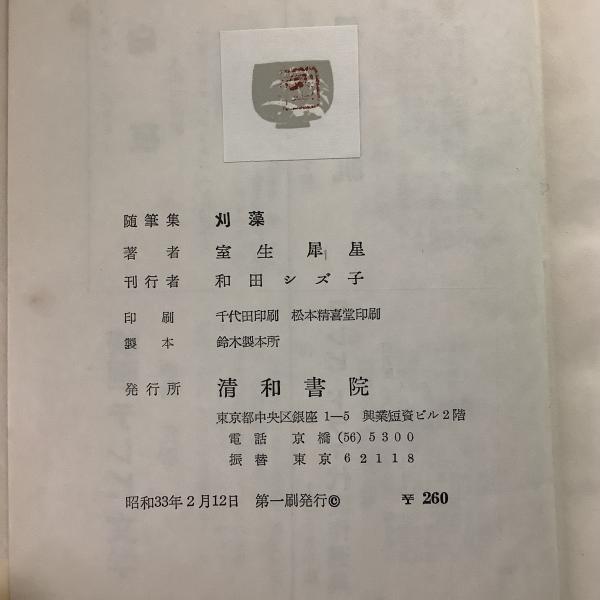 随筆集 刈藻
著者 室生犀星
刊行者 和田シズ子
印刷 千代田印刷 松本精喜堂印刷
製本 鈴木製本所
発行所 清和書院
東京都中央区銀座 1—5 興業短資ビル2階
電話 京橋 (56) 5300
振替 東京 62118
昭和33年2月12日 第一刷発行© ¥ 260